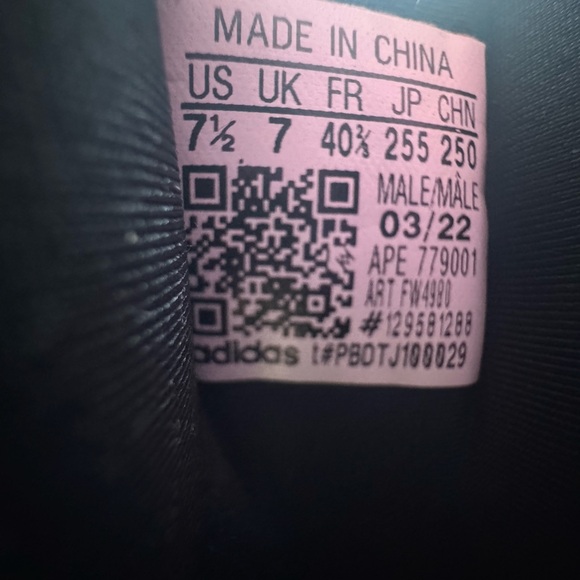 MADE IN CHINA
US UK FR JP CHN
7½ 7 40⅔ 255 250
MALE/MÂLE
03/22
APE 779001
ART FW4980
#129581288
adidas t#PBDTJ100029